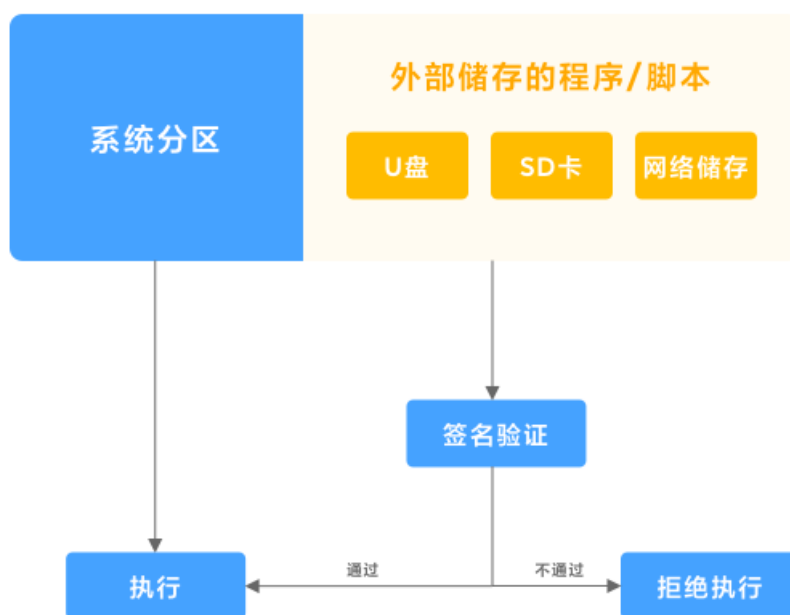 外部储存的程序/脚本
系统分区
U盘
SD卡
网络储存
签名验证
通过
不通过
执行
拒绝执行